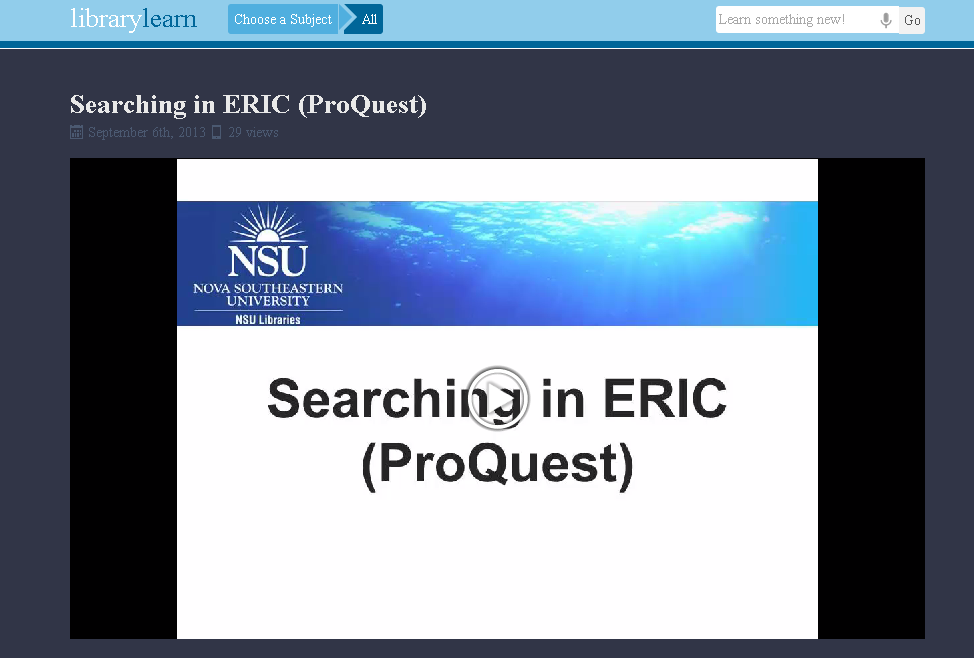 librarylearn
Choose a Subject
All
Learn something new!
Go
Searching in ERIC (ProQuest)
September 6th, 2013
29 views
NSU
NOVA SOUTHEASTERN
UNIVERSITY
NSU Libraries
Searching in ERIC
(ProQuest)